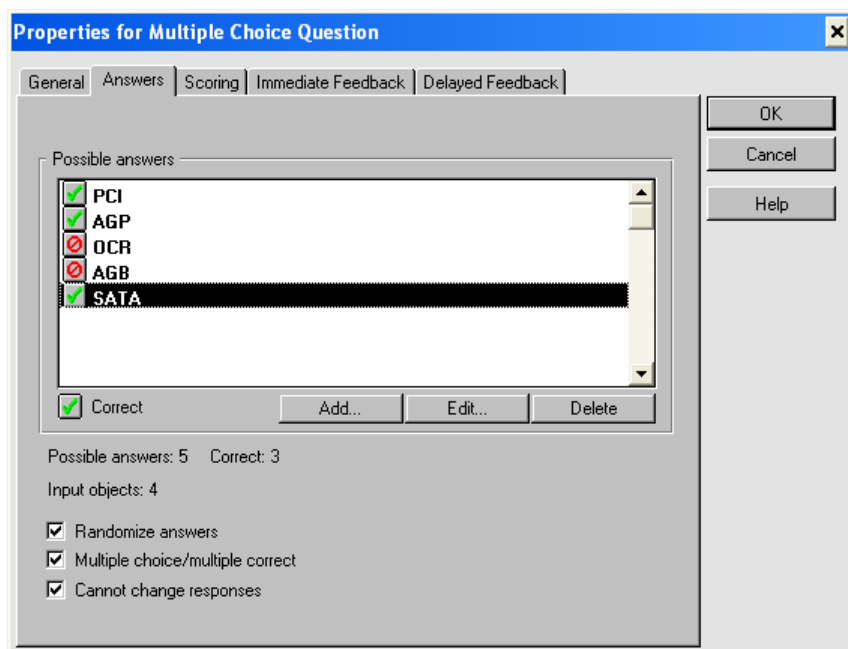 Properties for Multiple Choice Question
General Answers Scoring Immediate Feedback Delayed Feedback
OK
Cancel
Help
Possible answers
PCI
AGP
OCR
AGB
SATA
Correct Add... Edit... Delete
Possible answers: 5 Correct: 3
Input objects: 4
Randomize answers
Multiple choice/multiple correct
Cannot change responses